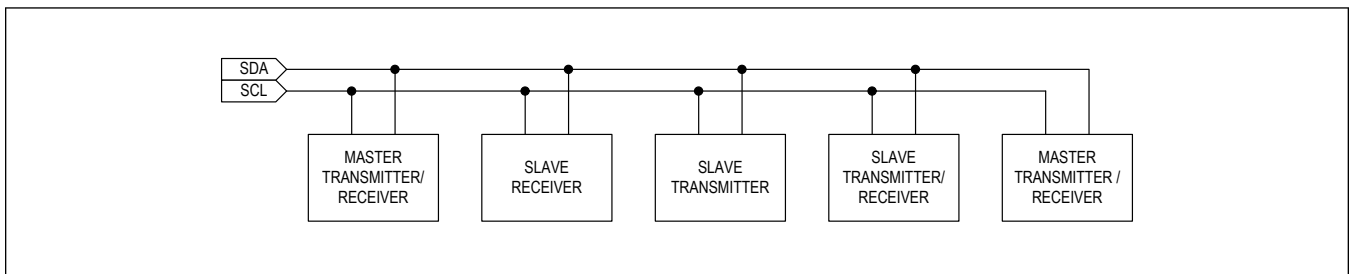 SDA
SCL
MASTER
TRANSMITTER/
RECEIVER
SLAVE
RECEIVER
SLAVE
TRANSMITTER
SLAVE
TRANSMITTER/
RECEIVER
MASTER
TRANSMITTER /
RECEIVER